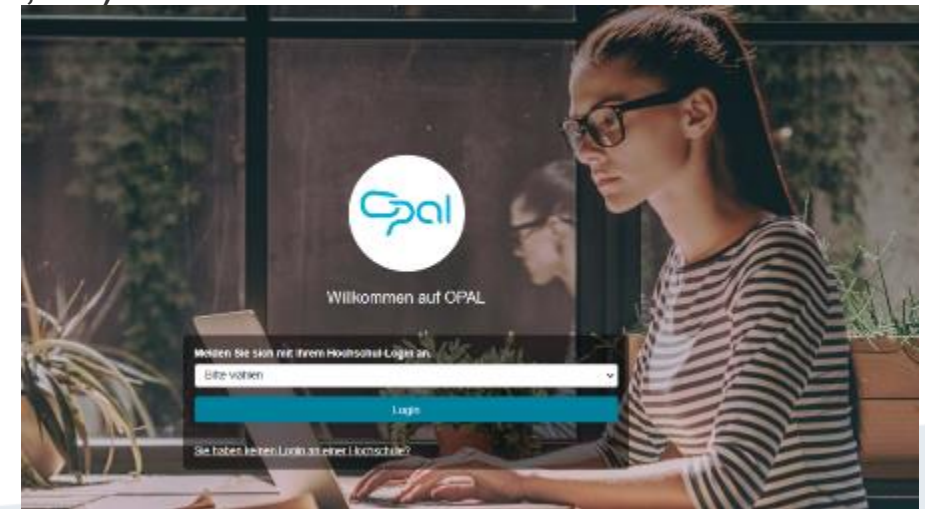 Opal
Willkommen auf OPAL
Melden Sie sich mit Ihrem Hochschul-Login an.
Bitte wählen
Login
Sie haben keinen Login an einer Hochschule?